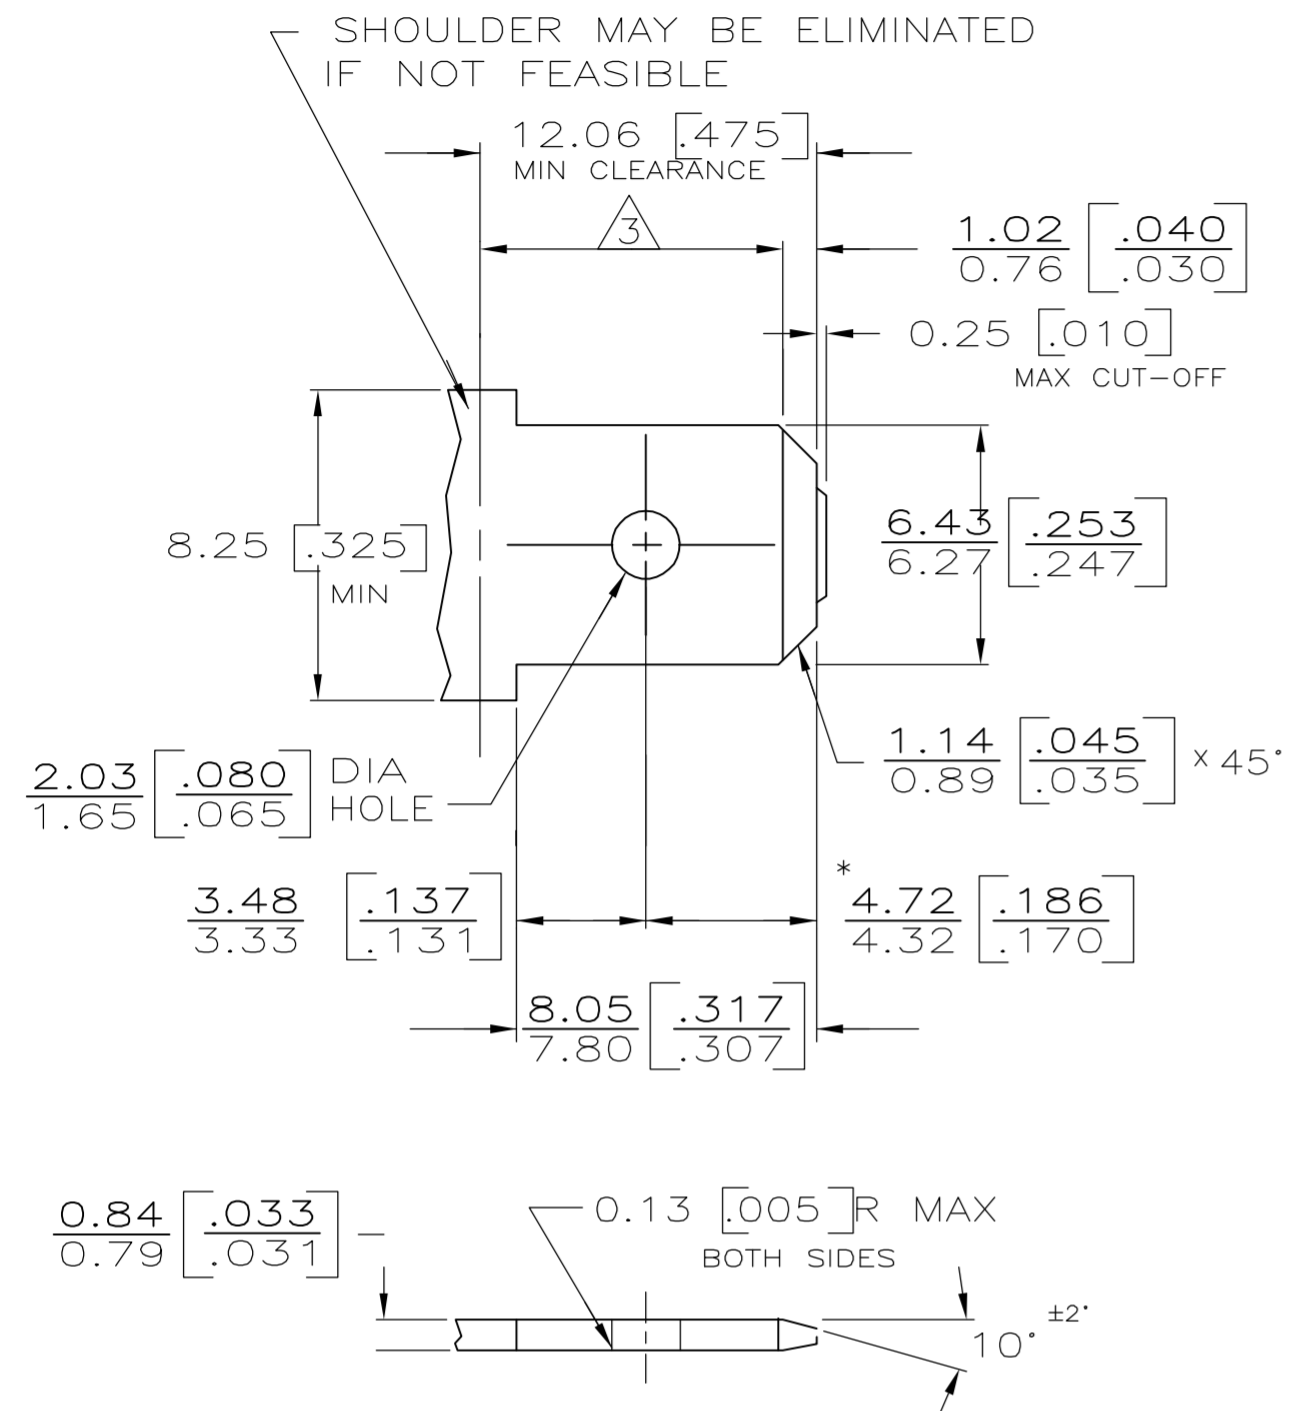 SHOULDER MAY BE ELIMINATED
IF NOT FEASIBLE
12.06 [.475]
MIN CLEARANCE
3
1.02 [.040]
0.76 [.030]
0.25 [.010]
MAX CUT-OFF
8.25 [.325]
MIN
6.43 [.253]
6.27 [.247]
2.03 [.080] DIA
1.65 [.065] HOLE
1.14 [.045] x 45°
0.89 [.035]
3.48 [.137]
3.33 [.131]
*
4.72 [.186]
4.32 [.170]
8.05 [.317]
7.80 [.307]
0.84 [.033]
0.79 [.031]
0.13 [.005] R MAX
BOTH SIDES
10° ±2°